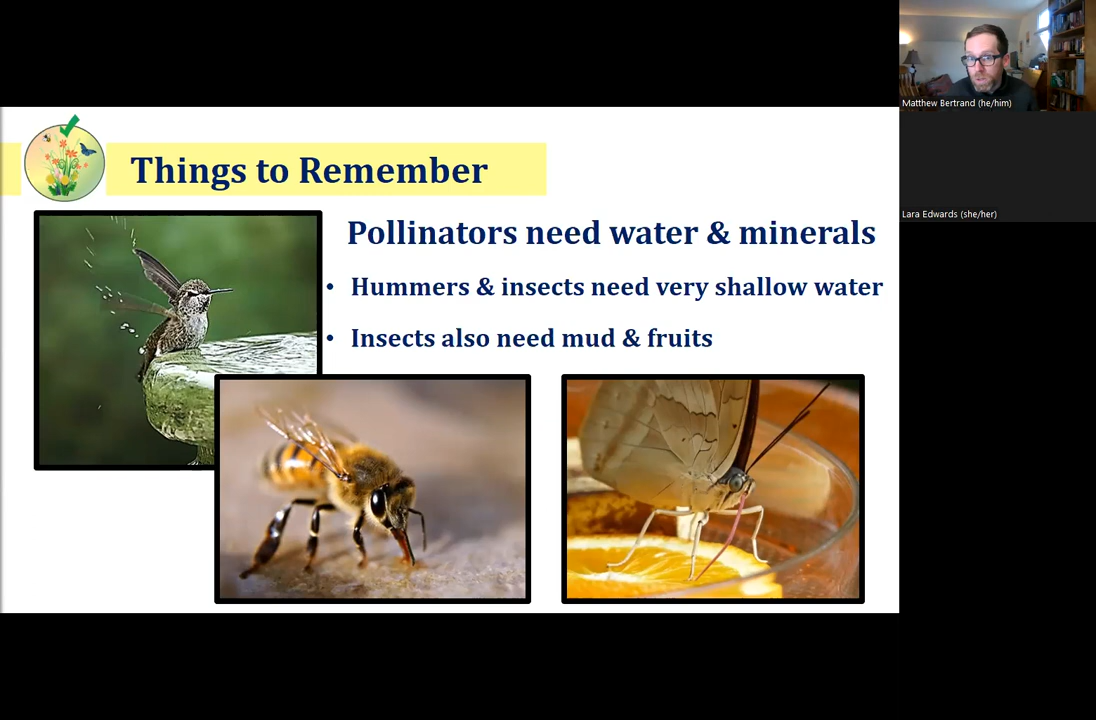 Things to Remember
Pollinators need water & minerals
• Hummers & insects need very shallow water
• Insects also need mud & fruits
Matthew Bertrand (he/him)
Lara Edwards (she/her)